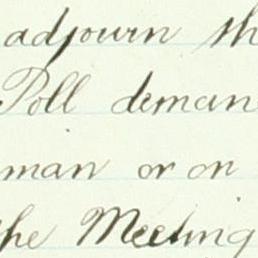 adjourn th
Poll deman
man or on
the Meeting